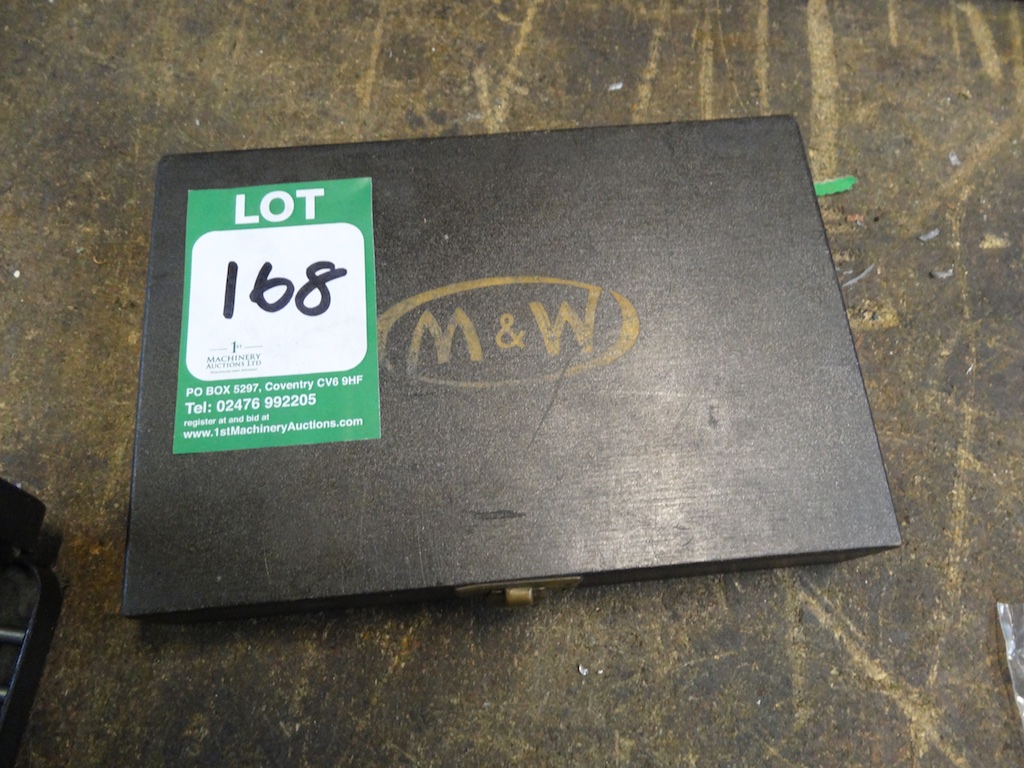 LOT
168
1ST
MACHINERY
AUCTIONS LTD
PO BOX 5297, Coventry CV6 9HF
Tel: 02476 992205
register at and bid at
www.1stMachineryAuctions.com
M & W